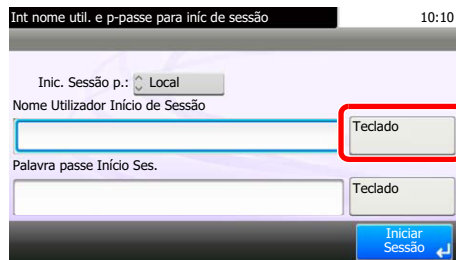 Int nome util. e p-passe para iníc de sessão 10:10
Inic. Sessão p.: Local
Nome Utilizador Início de Sessão
Teclado
Palavra passe Início Ses.
Teclado
Iniciar
Sessão